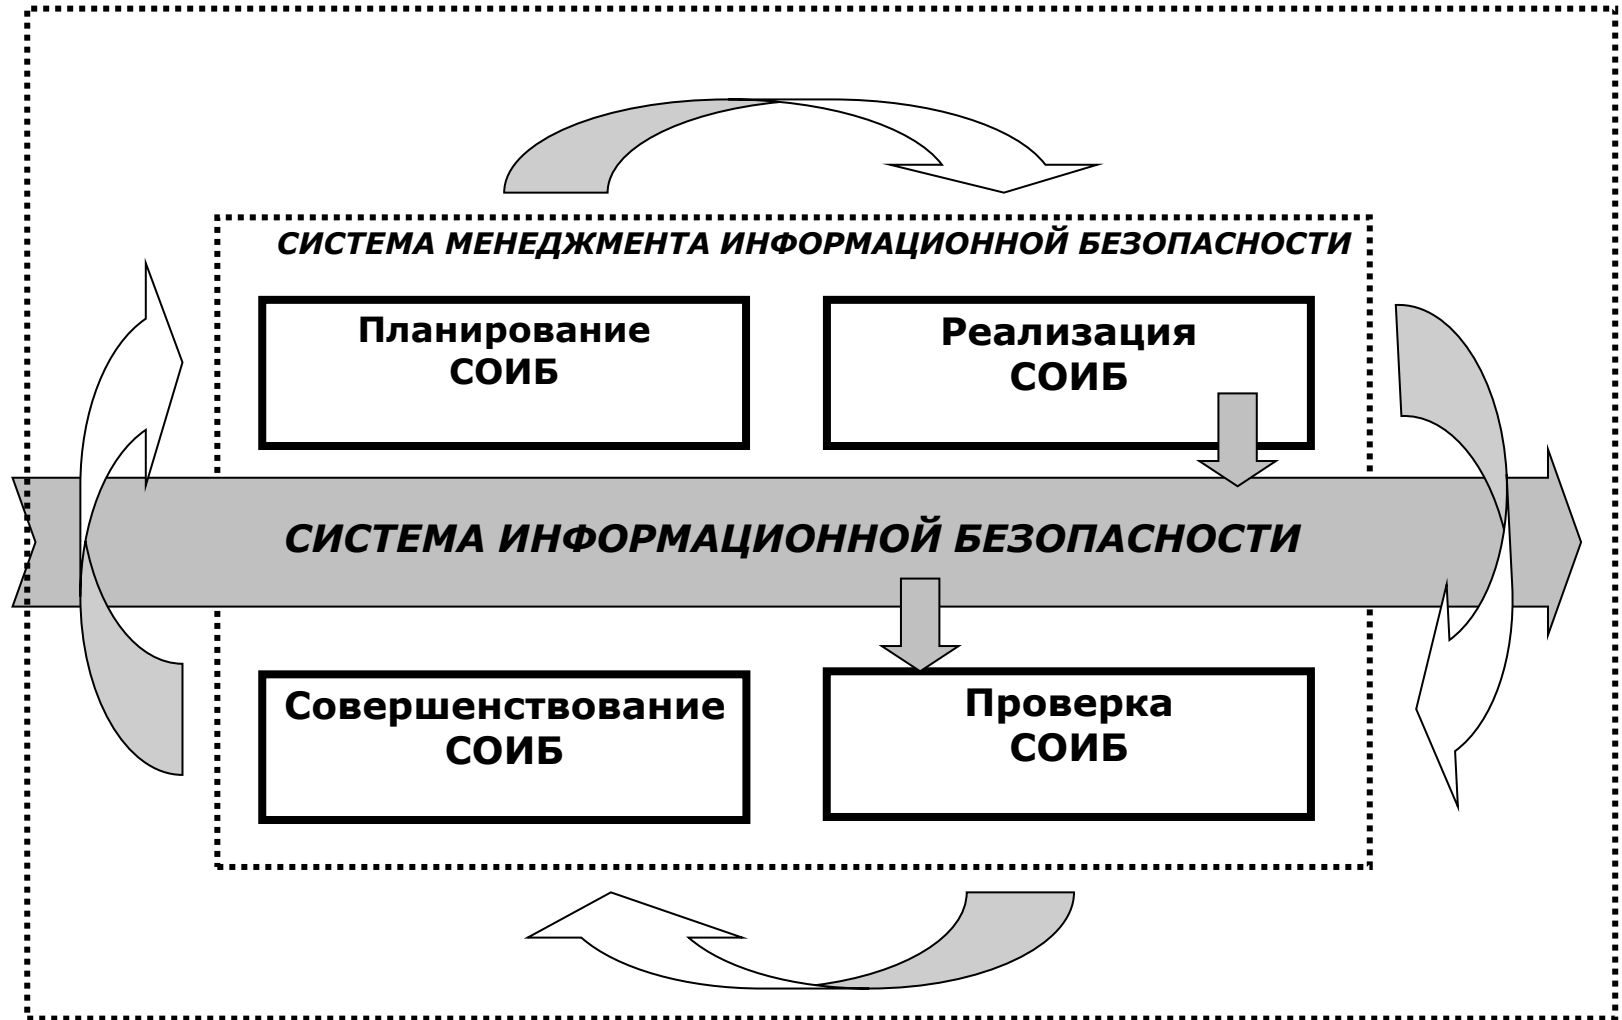 СИСТЕМА МЕНЕДЖМЕНТА ИНФОРМАЦИОННОЙ БЕЗОПАСНОСТИ
Планирование
СОИБ
Реализация
СОИБ
СИСТЕМА ИНФОРМАЦИОННОЙ БЕЗОПАСНОСТИ
Совершенствование
СОИБ
Проверка
СОИБ